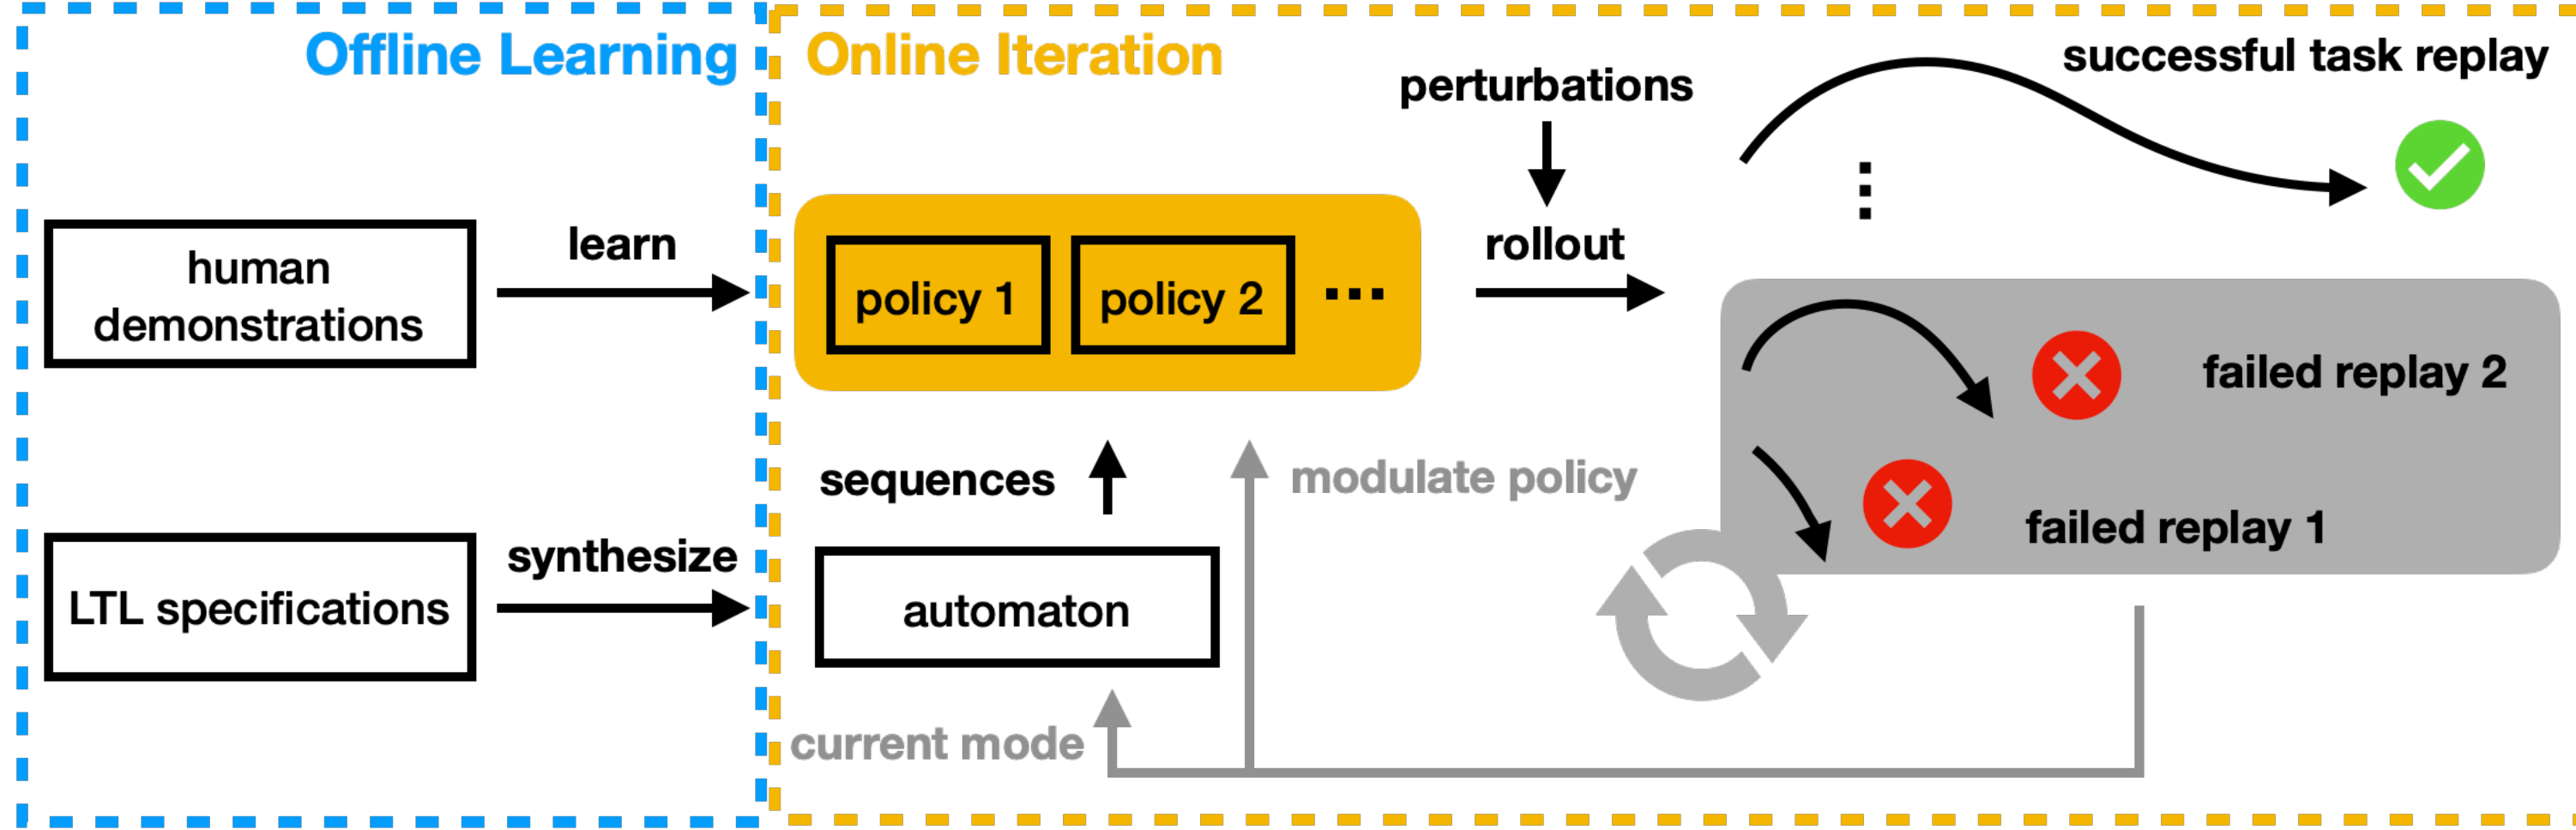 Offline Learning
Online Iteration
successful task replay
perturbations
human
demonstrations
learn
policy 1
policy 2
...
rollout
failed replay 2
sequences
modulate policy
failed replay 1
LTL specifications
synthesize
automaton
current mode